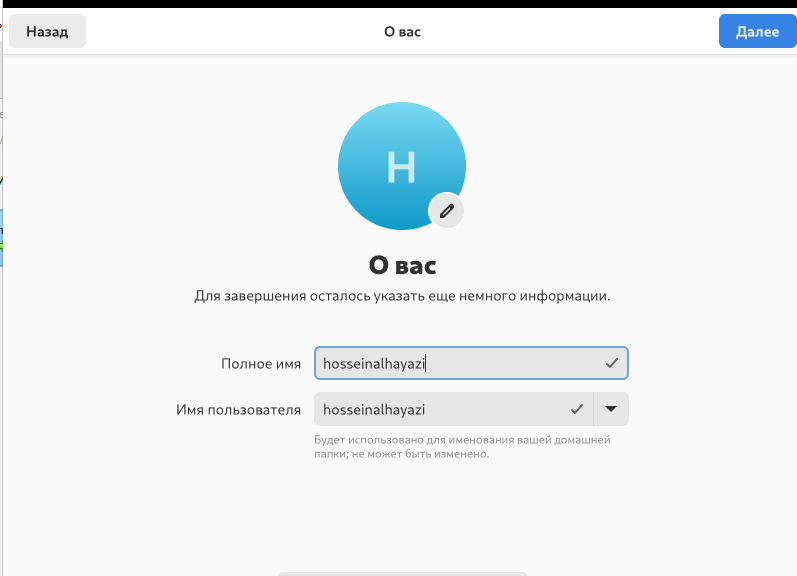 Назад
О вас
Далее
H
О вас
Для завершения осталось указать еще немного информации.
Полное имя
hosseinalhayazi
Имя пользователя
hosseinalhayazi
Будет использовано для именования вашей домашней
папки; не может быть изменено.